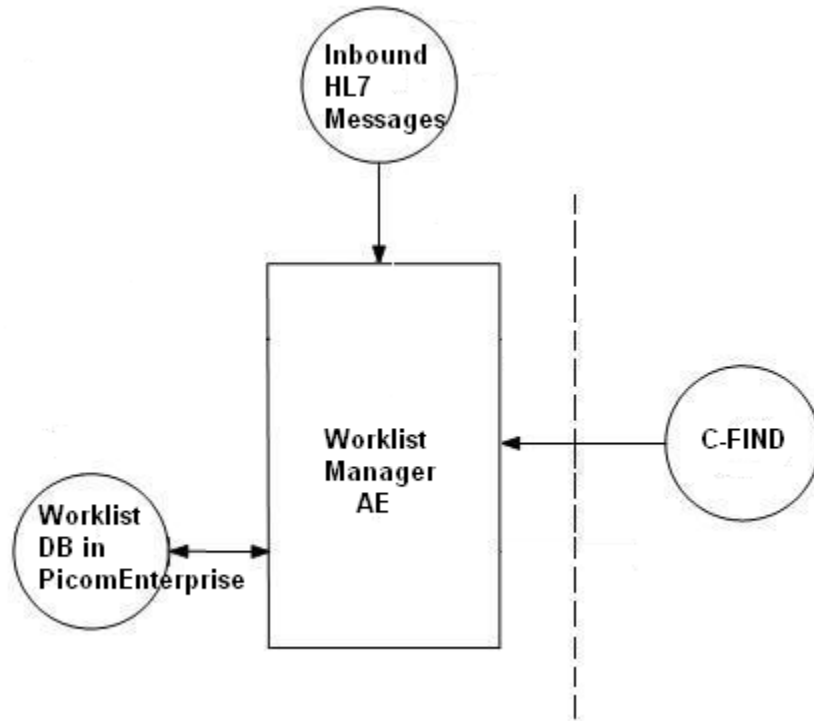 Inbound
HL7
Messages
C-FIND
Worklist
Manager
AE
Worklist
DB in
PicomEnterprise